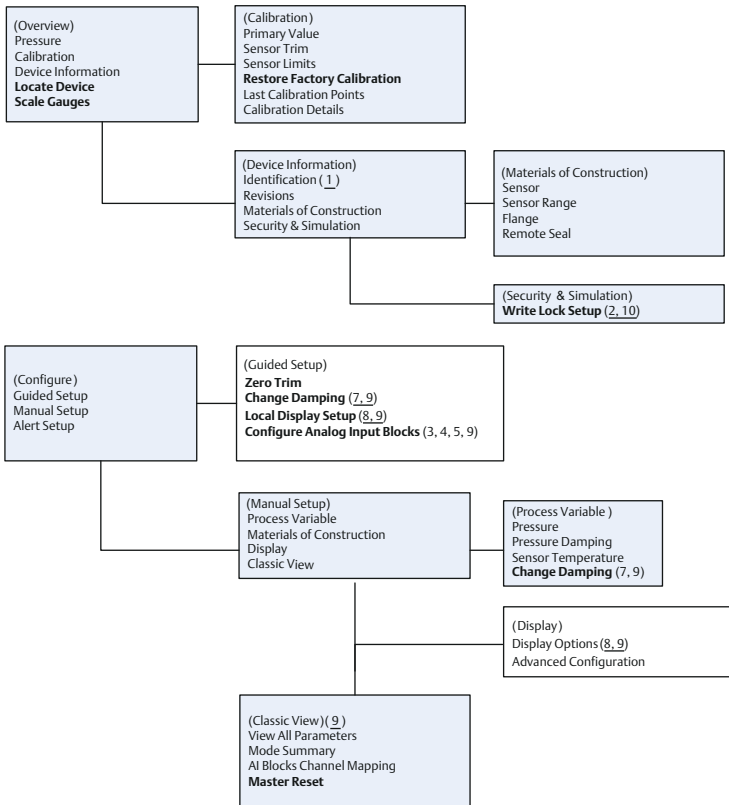 (Overview)
Pressure
Calibration
Device Information
Locate Device
Scale Gauges
(Calibration)
Primary Value
Sensor Trim
Sensor Limits
Restore Factory Calibration
Last Calibration Points
Calibration Details
(Device Information)
Identification (1)
Revisions
Materials of Construction
Security & Simulation
(Materials of Construction)
Sensor
Sensor Range
Flange
Remote Seal
(Security & Simulation)
Write Lock Setup (2, 10)
(Configure)
Guided Setup
Manual Setup
Alert Setup
(Guided Setup)
Zero Trim
Change Damping (7, 9)
Local Display Setup (8, 9)
Configure Analog Input Blocks (3, 4, 5, 9)
(Manual Setup)
Process Variable
Materials of Construction
Display
Classic View
(Process Variable )
Pressure
Pressure Damping
Sensor Temperature
Change Damping (7, 9)
(Display)
Display Options (8, 9)
Advanced Configuration
(Classic View) (9)
View All Parameters
Mode Summary
AI Blocks Channel Mapping
Master Reset